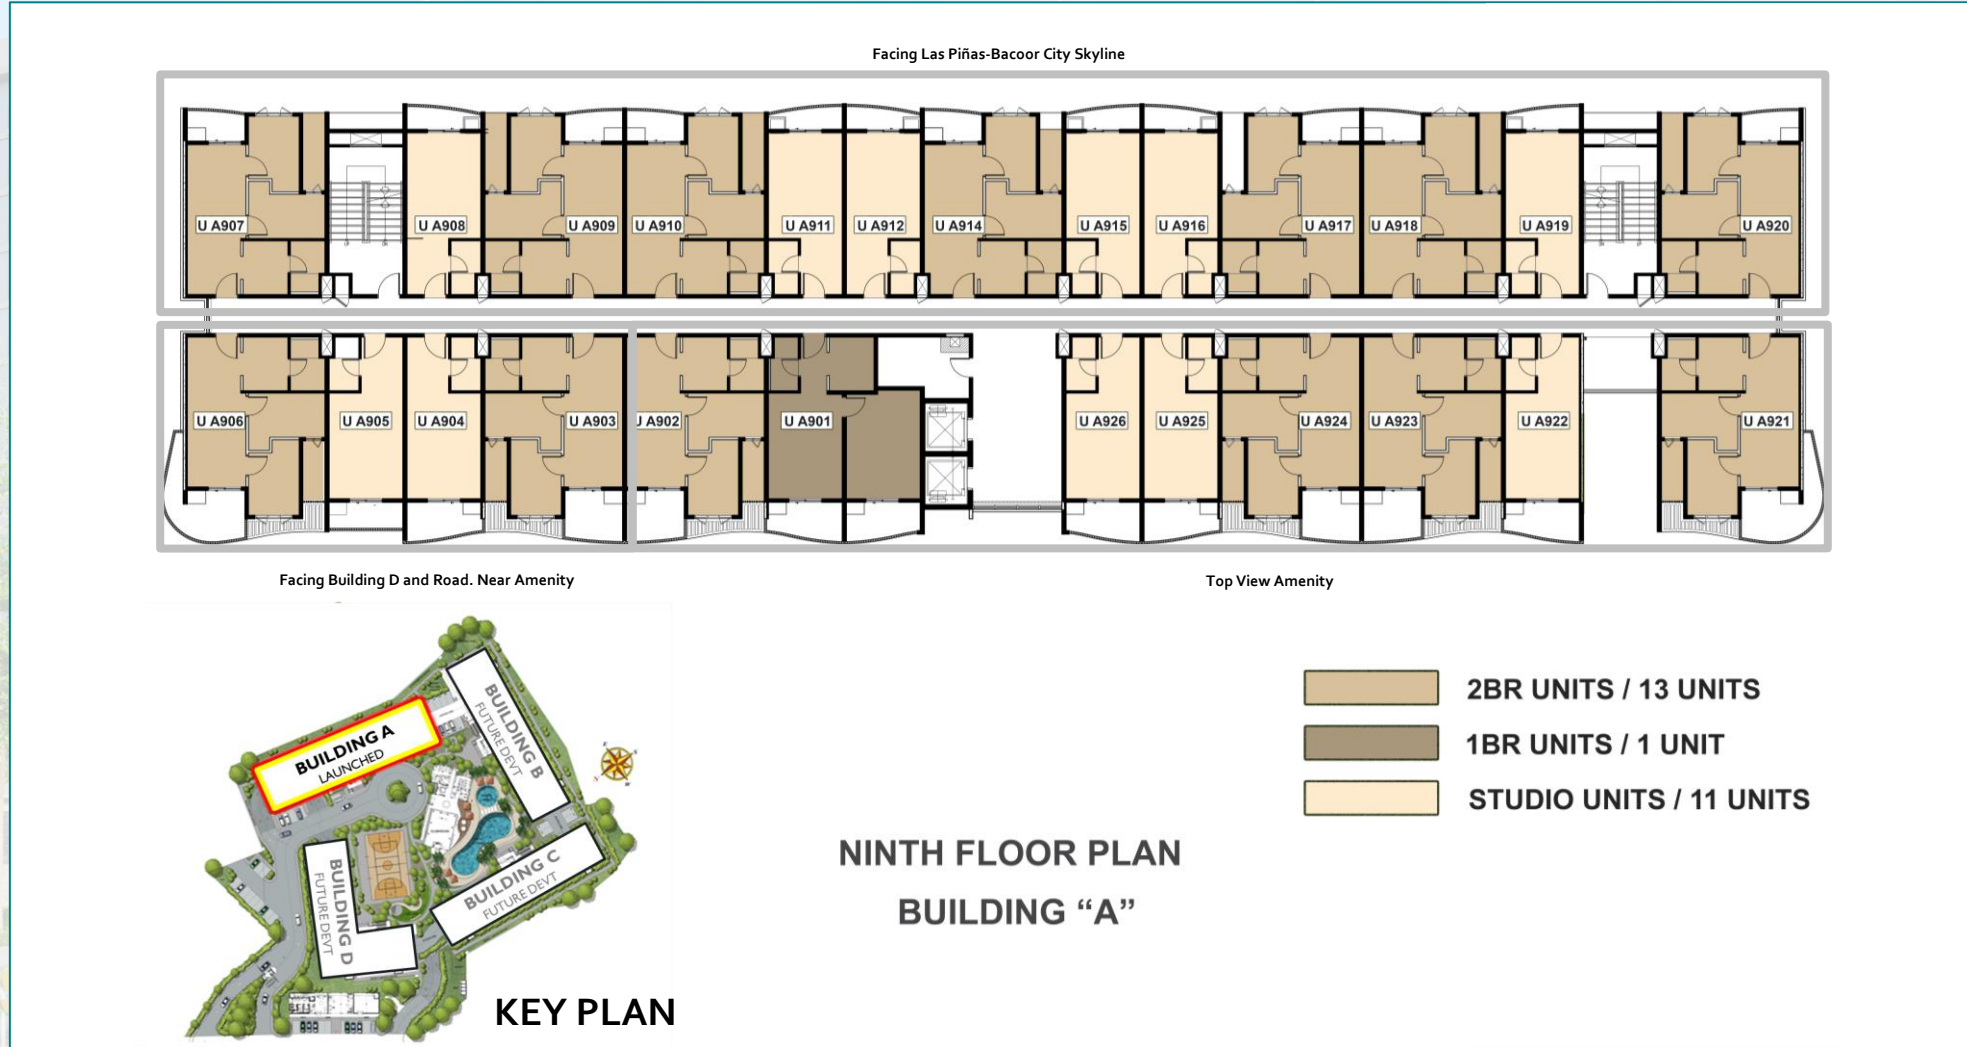 Facing Las Piñas-Bacoor City Skyline
U A907
U A908
U A909
U A910
U A911
U A912
U A914
U A915
U A916
U A917
U A918
U A919
U A920
U A906
U A905
U A904
U A903
U A902
U A901
U A926
U A925
U A924
U A923
U A922
U A921
Facing Building D and Road. Near Amenity
Top View Amenity
BUILDING A
LAUNCHED
BUILDING B
FUTURE DEVT
BUILDING C
FUTURE DEVT
BUILDING D
FUTURE DEVT
KEY PLAN
NINTH FLOOR PLAN
BUILDING “A”
2BR UNITS / 13 UNITS
1BR UNITS / 1 UNIT
STUDIO UNITS / 11 UNITS